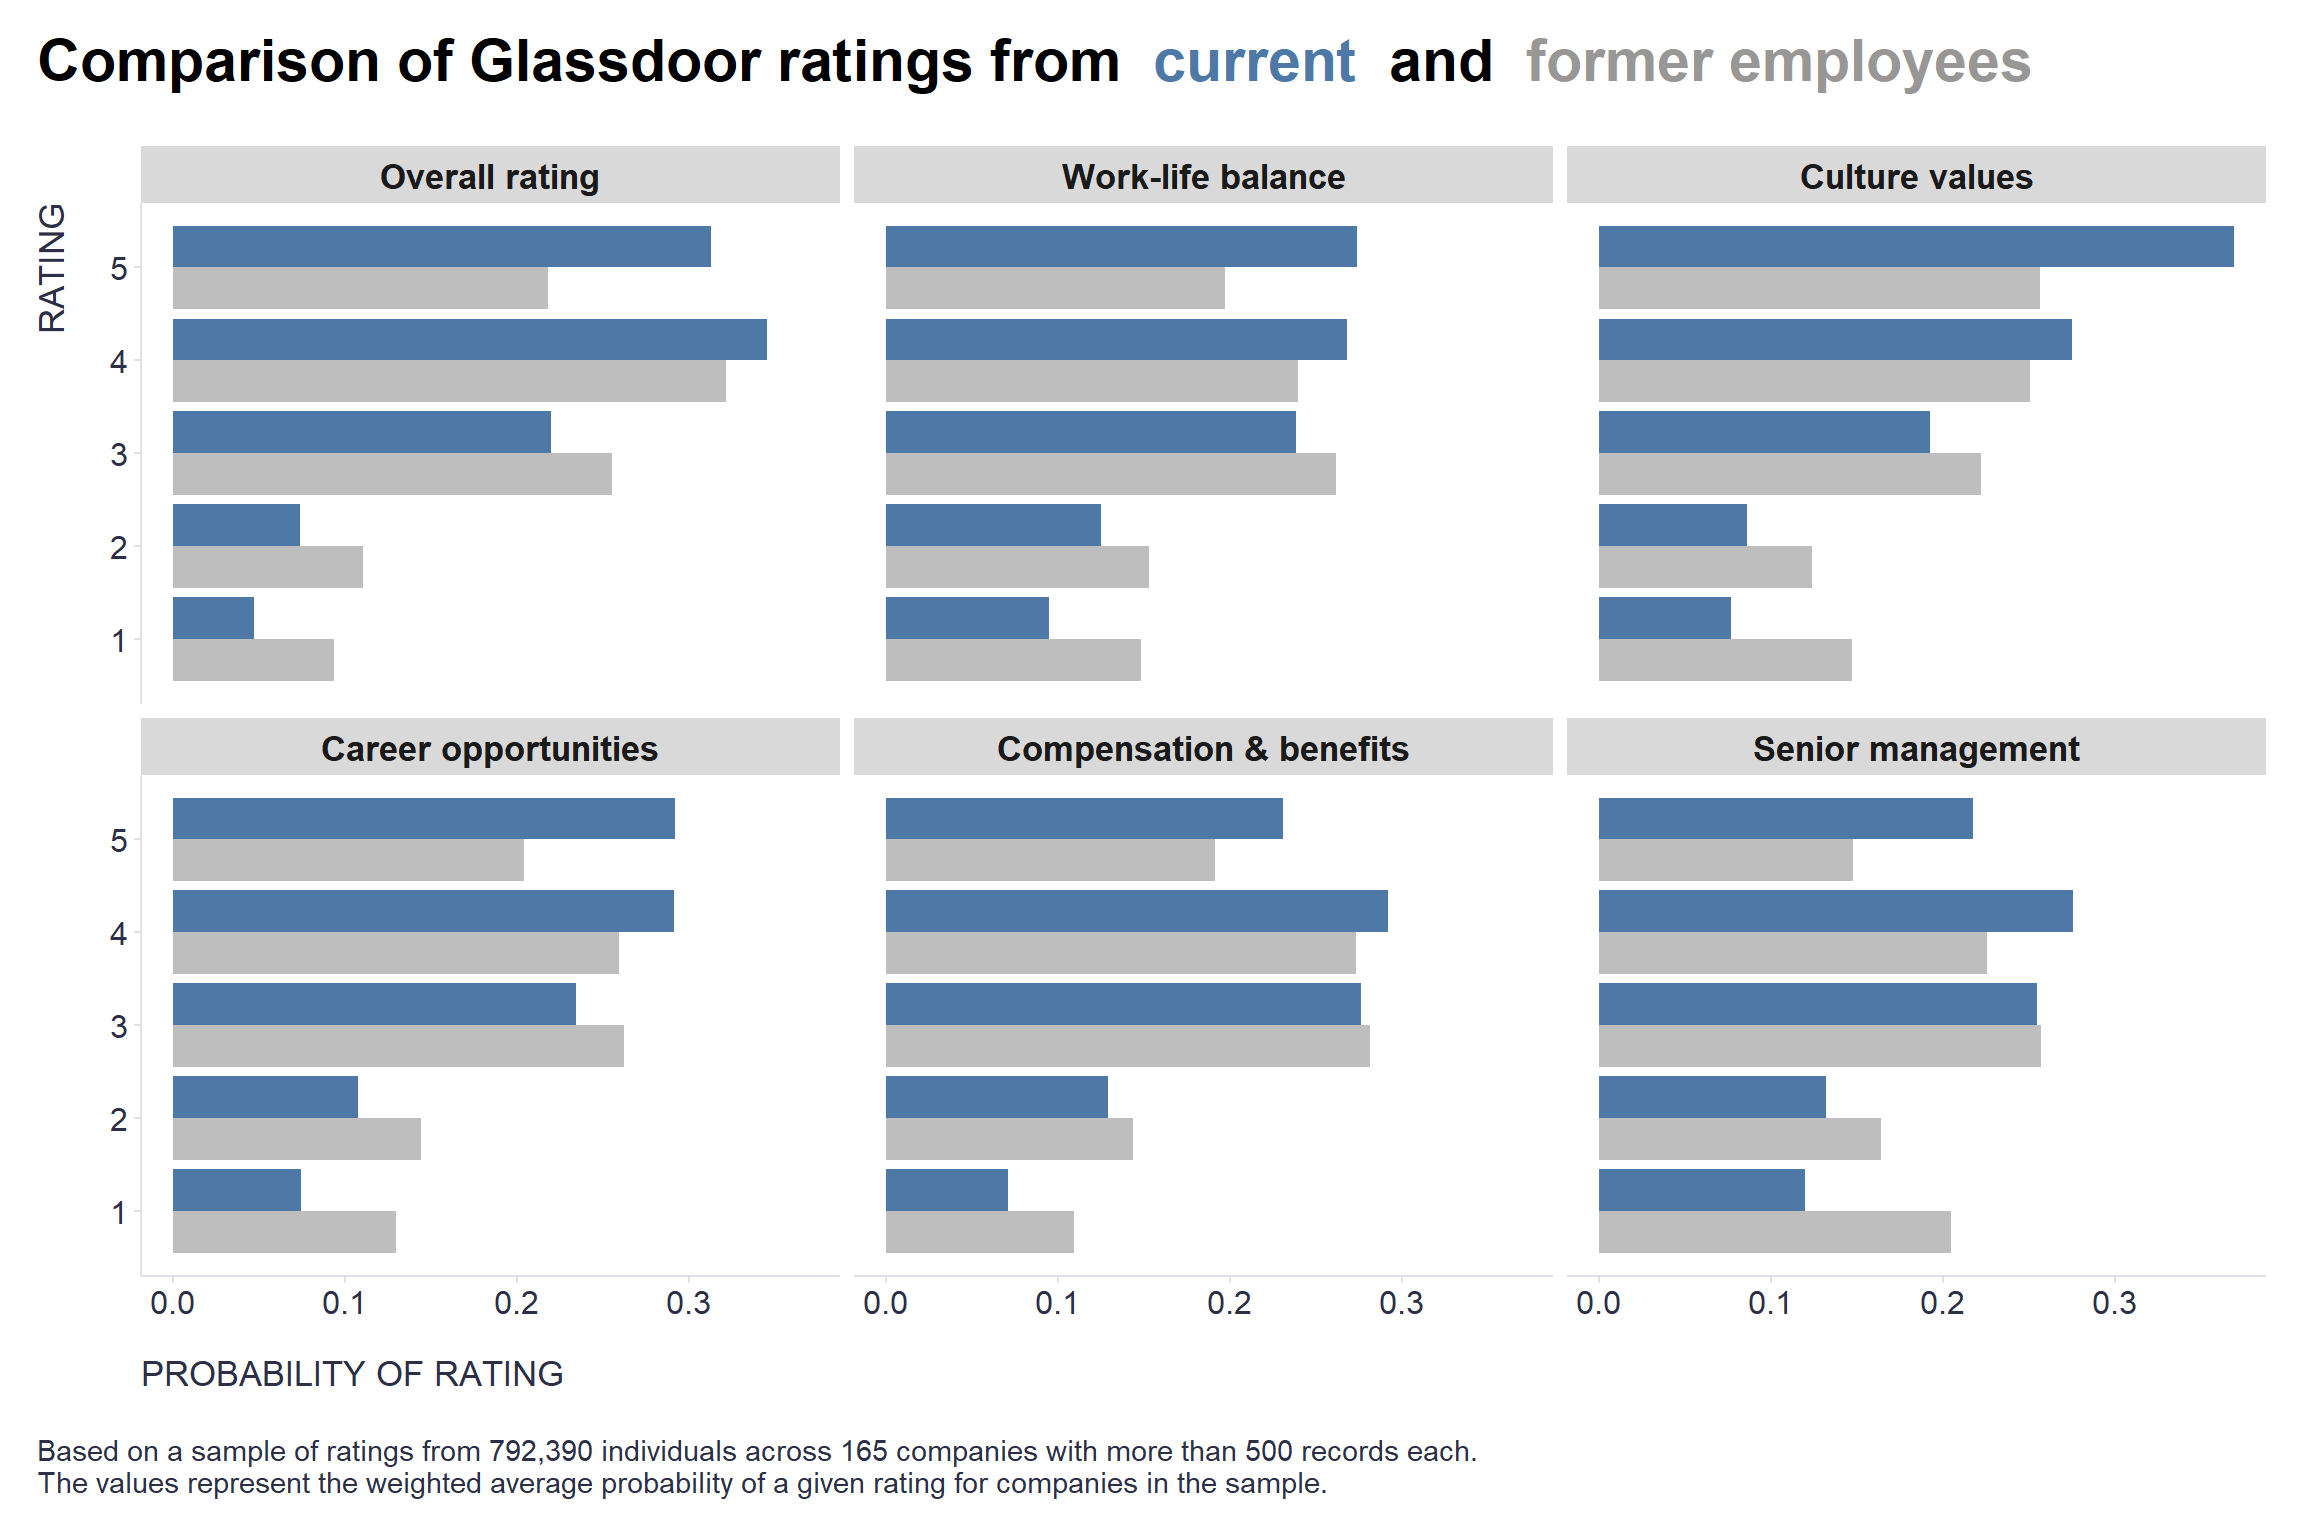 Comparison of Glassdoor ratings from current and former employees
Overall rating
Work-life balance
Culture values
RATING
5
4
3
2
1
Career opportunities
Compensation & benefits
Senior management
5
4
3
2
1
0.0 0.1 0.2 0.3
0.0 0.1 0.2 0.3
0.0 0.1 0.2 0.3
PROBABILITY OF RATING
Based on a sample of ratings from 792,390 individuals across 165 companies with more than 500 records each.
The values represent the weighted average probability of a given rating for companies in the sample.